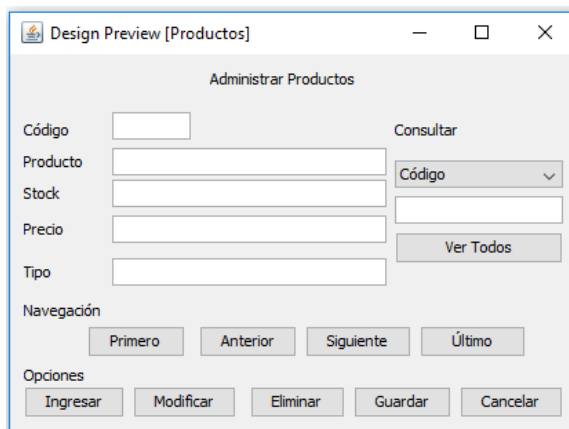 Design Preview [Productos]
Administrar Productos
Código
Consultar
Producto
Código
Stock
Precio
Ver Todos
Tipo
Navegación
Primero Anterior Siguiente Último
Opciones
Ingresar Modificar Eliminar Guardar Cancelar